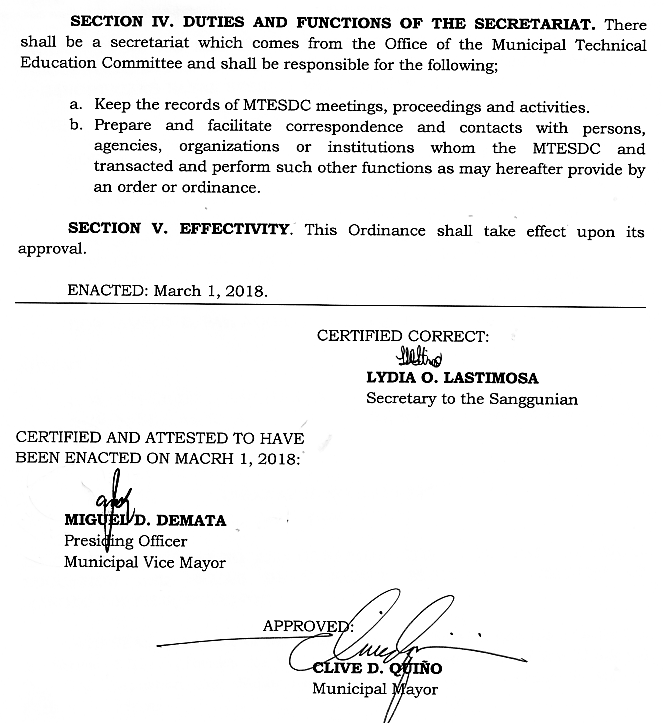 SECTION IV. DUTIES AND FUNCTIONS OF THE SECRETARIAT. There
shall be a secretariat which comes from the Office of the Municipal Technical
Education Committee and shall be responsible for the following;
a. Keep the records of MTESDC meetings, proceedings and activities.
b. Prepare and facilitate correspondence and contacts with persons,
agencies, organizations or institutions whom the MTESDC and
transacted and perform such other functions as may hereafter provide by
an order or ordinance.
SECTION V. EFFECTIVITY. This Ordinance shall take effect upon its
approval.
ENACTED: March 1, 2018.
CERTIFIED CORRECT:
LYDIA O. LASTIMOSA
Secretary to the Sanggunian
CERTIFIED AND ATTESTED TO HAVE
BEEN ENACTED ON MACRH 1, 2018:
MIGUEL D. DEMATA
Presiding Officer
Municipal Vice Mayor
APPROVED:
CLIVE D. QUIÑO
Municipal Mayor